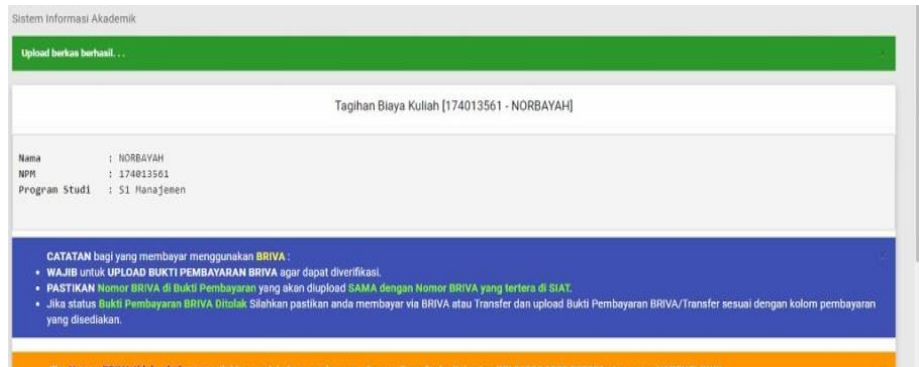 Sistem Informasi Akademik
Upload berkas berhasil. . .
Tagihan Biaya Kuliah [174013561 - NORBAYAH]
Nama : NORBAYAH
NPM : 174013561
Program Studi : S1 Manajemen
CATATAN bagi yang membayar menggunakan BRIVA :
• WAJIB untuk UPLOAD BUKTI PEMBAYARAN BRIVA agar dapat diverifikasi.
• PASTIKAN Nomor BRIVA di Bukti Pembayaran yang akan diupload SAMA dengan Nomor BRIVA yang tertera di SIAT.
• Jika status Bukti Pembayaran BRIVA Ditolak Silahkan pastikan anda membayar via BRIVA atau Transfer dan upload Bukti Pembayaran BRIVA/Transfer sesuai dengan kolom pembayaran
yang disediakan.